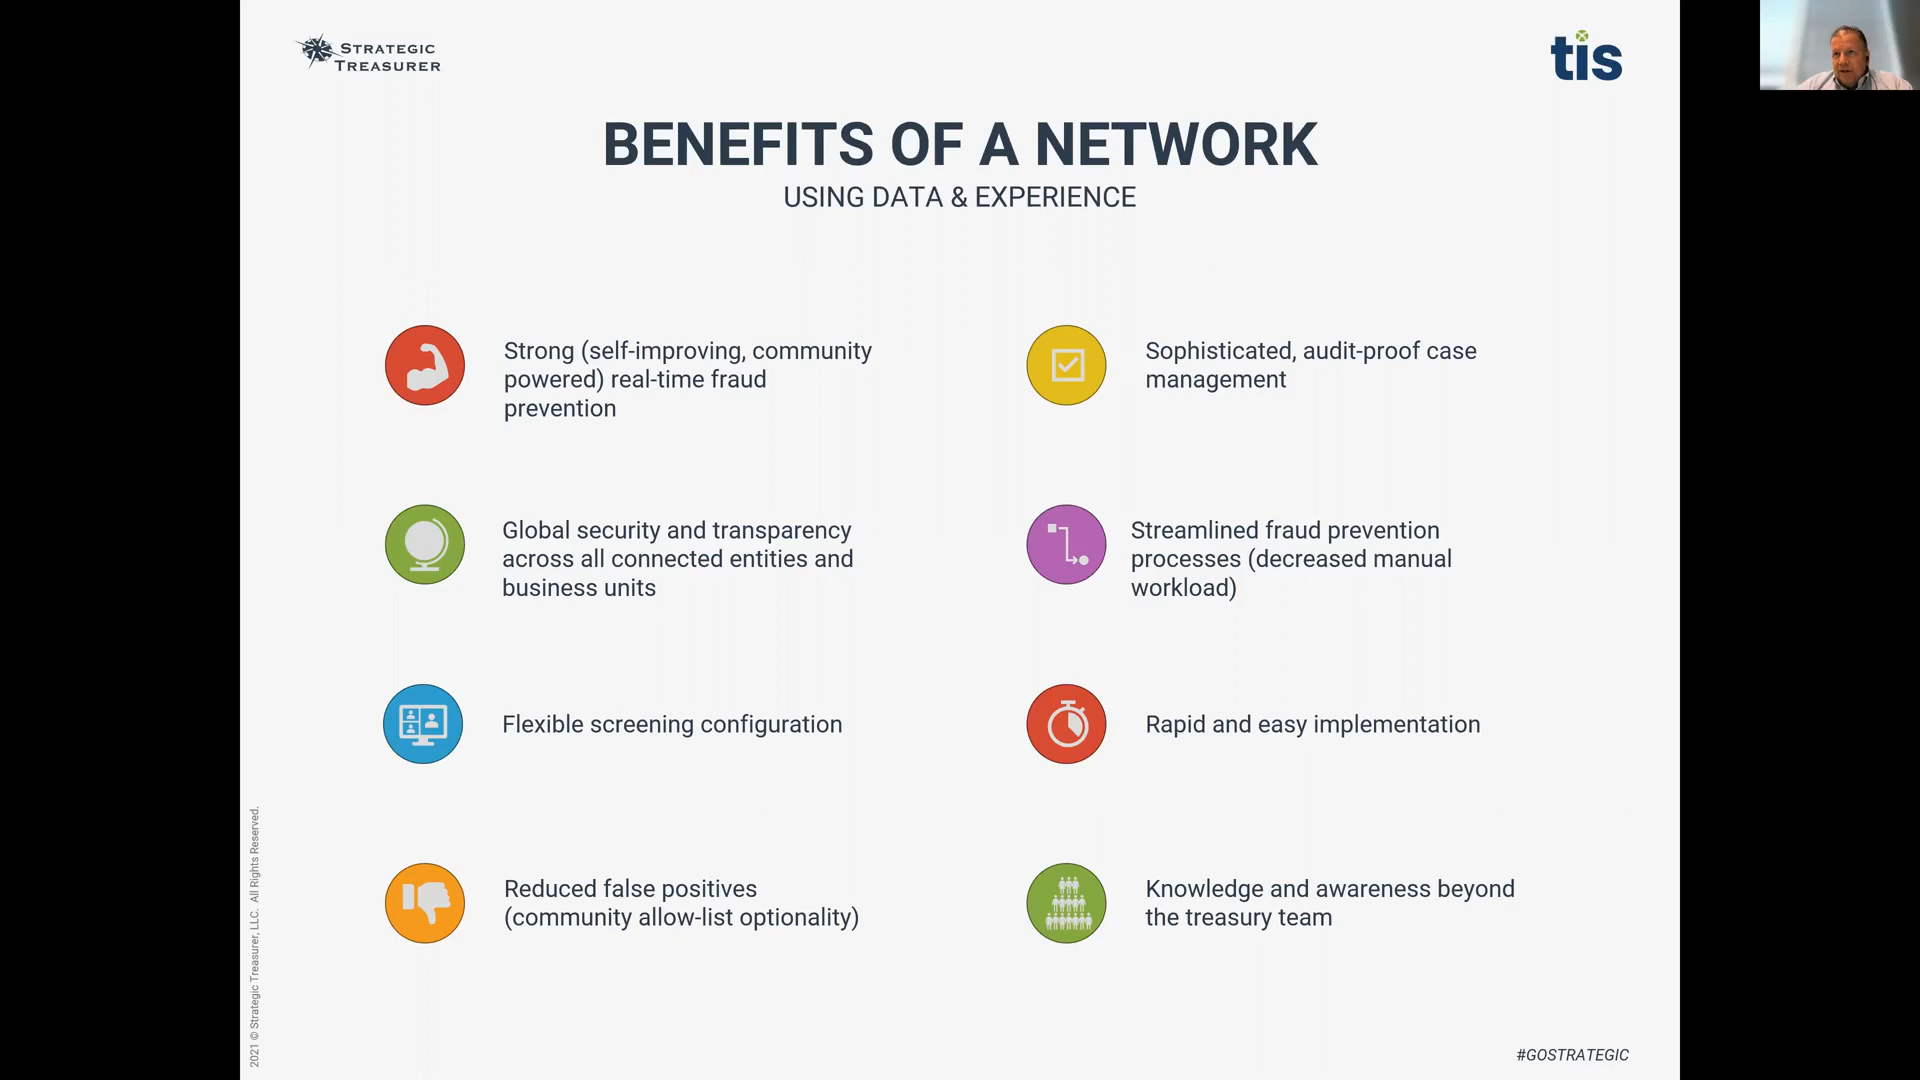 STRATEGIC
TREASURER
tis
BENEFITS OF A NETWORK
USING DATA & EXPERIENCE
Strong (self-improving, community
powered) real-time fraud
prevention
Sophisticated, audit-proof case
management
Global security and transparency
across all connected entities and
business units
Streamlined fraud prevention
processes (decreased manual
workload)
Flexible screening configuration
Rapid and easy implementation
Reduced false positives
(community allow-list optionality)
Knowledge and awareness beyond
the treasury team
2021 © Strategic Treasurer, LLC. All Rights Reserved.
#GOSTRATEGIC